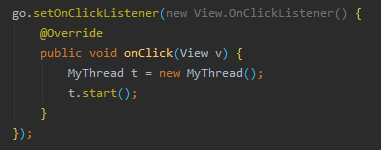 go.setOnClickListener(new View.OnClickListener() {
    @Override
    public void onClick(View v) {
        MyThread t = new MyThread();
        t.start();
    }
});